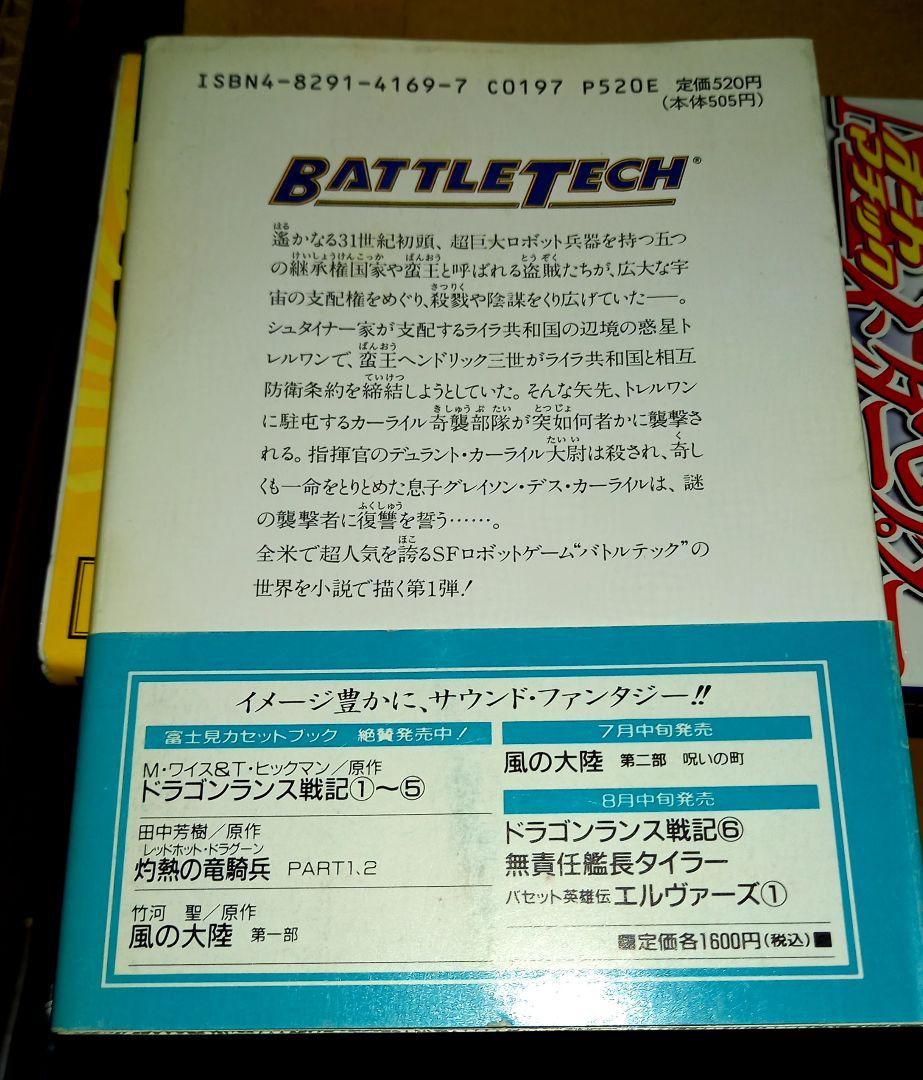 ISBN4-8291-4169-7 C0197 P520E 定価520円
(本体505円)
BATTLETECH®
遙かなる31世紀初頭、超巨大ロボット兵器を持つ五つ
の継承権国家や蛮王と呼ばれる盗賊たちが、広大な宇
宙の支配権をめぐり、殺戮や陰謀をくり広げていた——。
シュタイナー家が支配するライラ共和国の辺境の惑星ト
レルワンで、蛮王ヘンドリック三世がライラ共和国と相互
防衛条約を締結しようとしていた。そんな矢先、トレルワン
に駐屯するカーライル奇襲部隊が突如何者かに襲撃さ
れる。指揮官のデュラント・カーライル大尉は殺され、奇し
くも一命をとりとめた息子グレイソン・デス・カーライルは、謎
の襲撃者に復讐を誓う……。
全米で超人気を誇るSFロボットゲーム“バトルテック”の
世界を小説で描く第1弾!
イメージ豊かに、サウンド・ファンタジー!!
富士見カセットブック 絶賛発売中!
M・ワイス&T・ヒックマン/原作
ドラゴンランス戦記①〜⑤
田中芳樹/原作
レッドホット・ドラグーン
灼熱の竜騎兵 PART1、2
竹河 聖/原作
風の大陸 第一部
7月中旬発売
風の大陸 第二部 呪いの町
8月中旬発売
ドラゴンランス戦記⑥
無責任艦長タイラー
バセット英雄伝エルヴァーズ①
定価各1600円(税込)
オートマチック